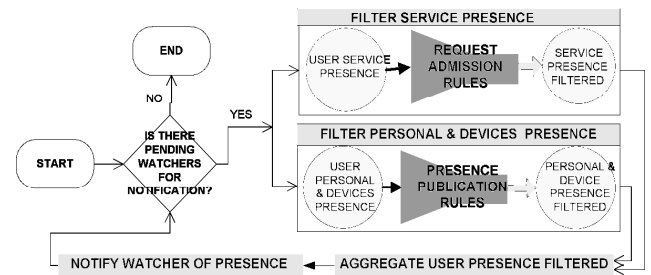 FILTER SERVICE PRESENCE
END
USER SERVICE
PRESENCE
REQUEST
ADMISSION
RULES
SERVICE
PRESENCE
FILTERED
NO
YES
IS THERE
PENDING
WATCHERS
FOR
NOTIFICATION?
START
FILTER PERSONAL & DEVICES PRESENCE
USER
PERSONAL
& DEVICES
PRESENCE
PRESENCE
PUBLICATION
RULES
PERSONAL &
DEVICE
PRESENCE
FILTERED
NOTIFY WATCHER OF PRESENCE
AGGREGATE USER PRESENCE FILTERED